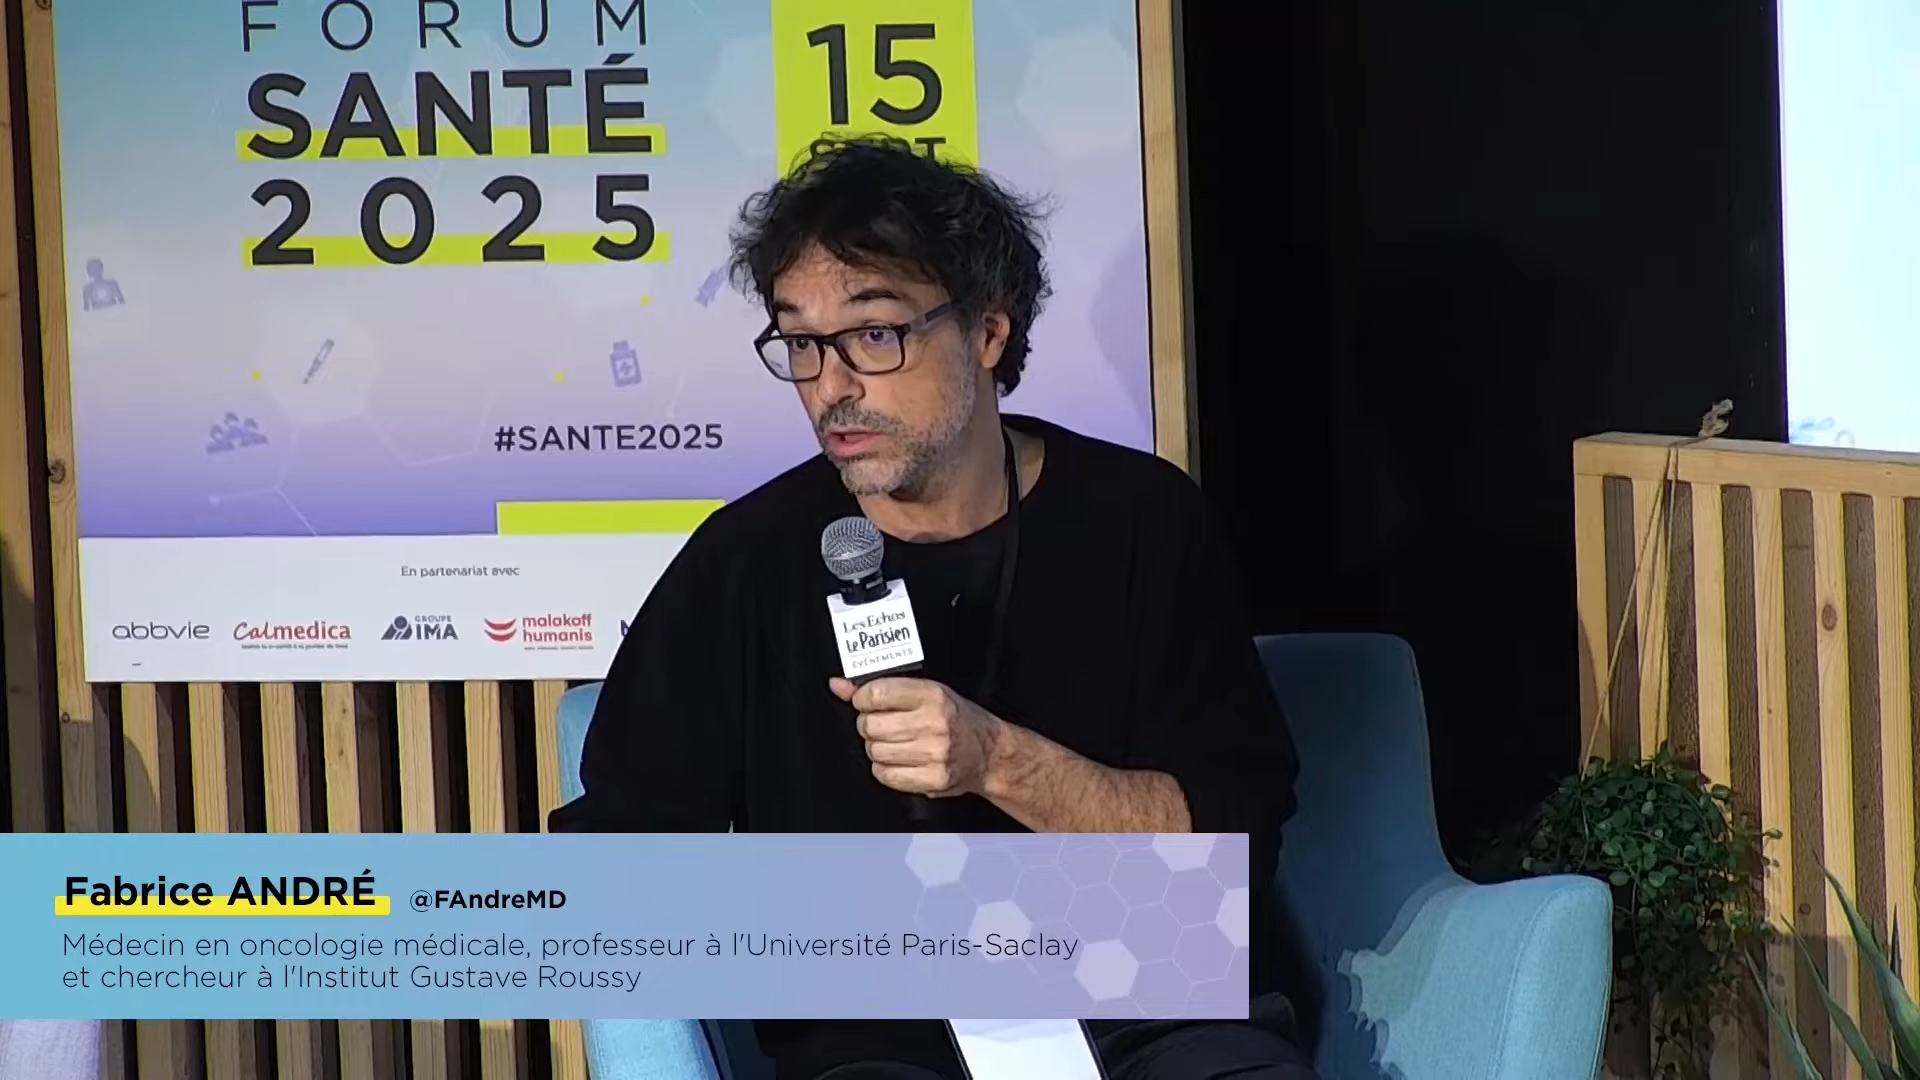 FORUM
SANTÉ
2025
15
SEPT
#SANTE2025
En partenariat avec
abbvie
Calmedica
GROUPE IMA
malakoff humanis
Les Echos
Le Parisien
ÉVÉNEMENTS
Fabrice ANDRÉ @FAndreMD
Médecin en oncologie médicale, professeur à l'Université Paris-Saclay
et chercheur à l'Institut Gustave Roussy